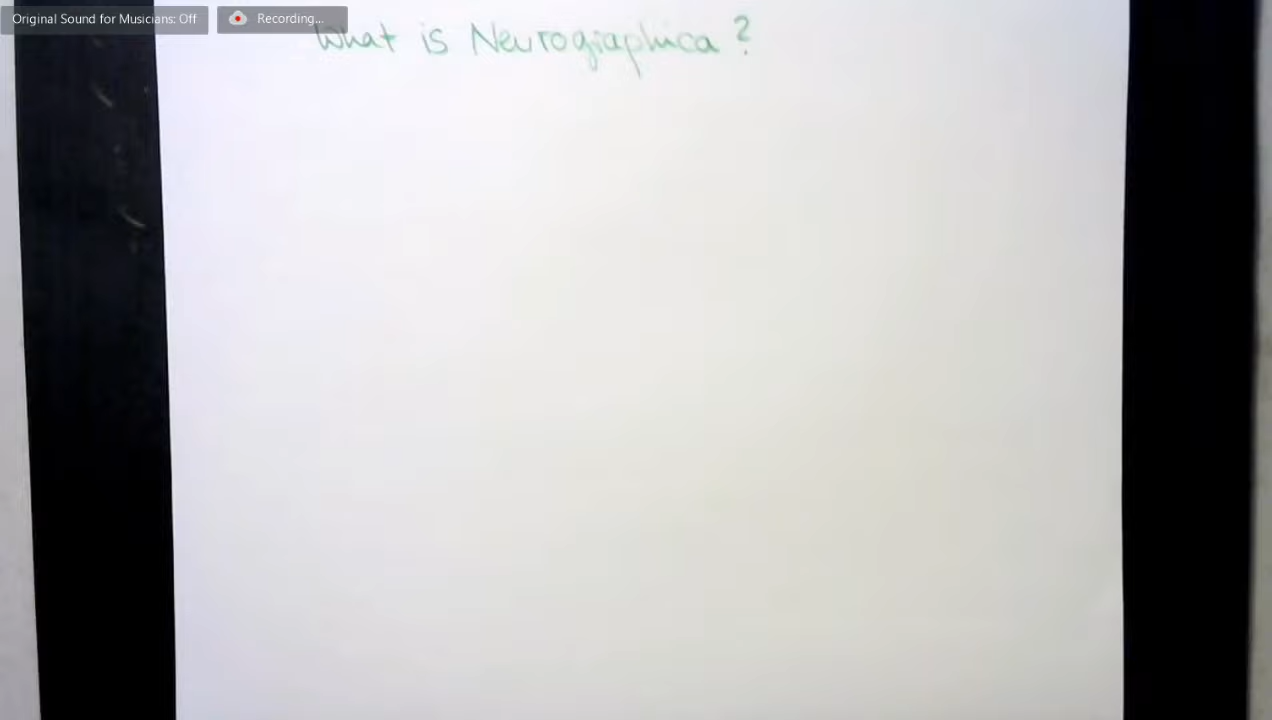 Original Sound for Musicians: Off
Recording...
What is Neurographica ?